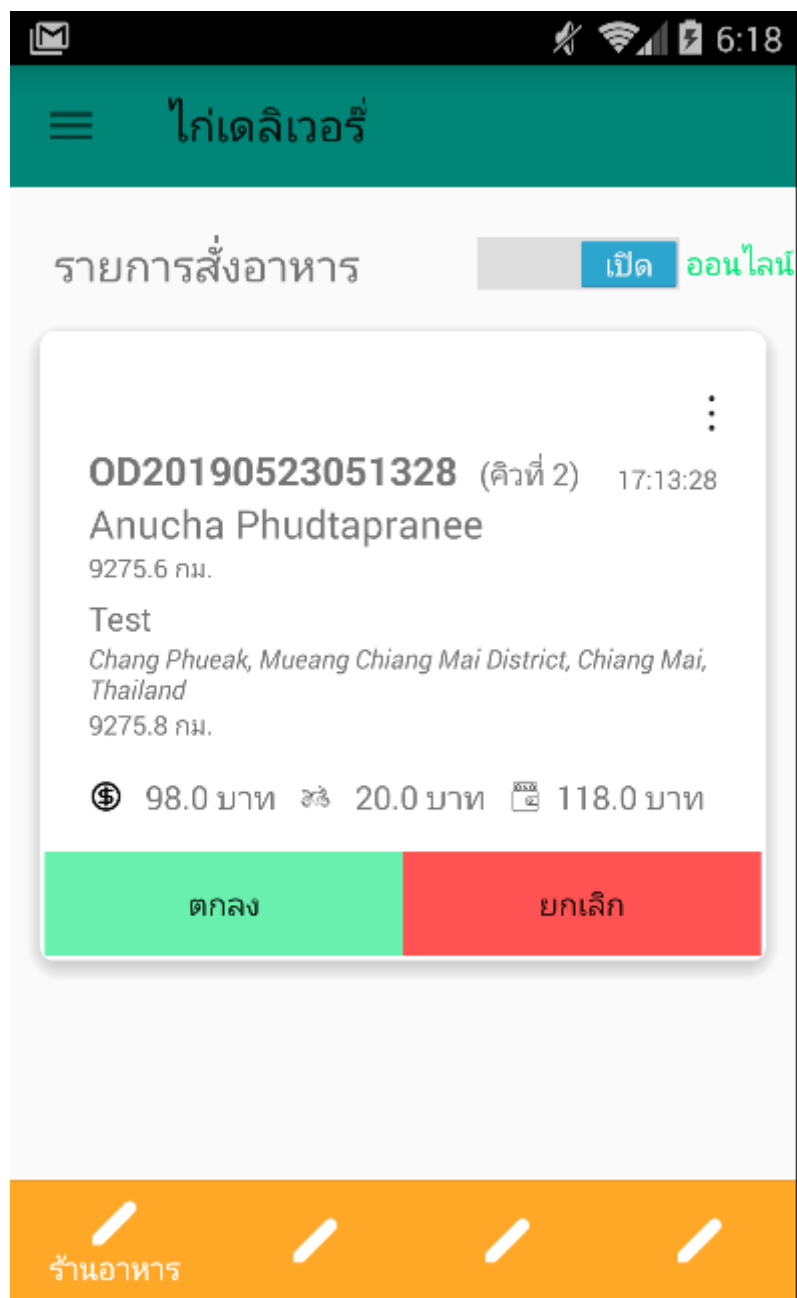 6:18
ไก่เดลิเวอรี่
รายการสั่งอาหาร เปิด ออนไลน์
OD20190523051328 (คิวที่ 2) 17:13:28
Anucha Phudtapranee
9275.6 กม.
Test
Chang Phueak, Mueang Chiang Mai District, Chiang Mai,
Thailand
9275.8 กม.
98.0 บาท 20.0 บาท 118.0 บาท
ตกลง ยกเลิก
ร้านอาหาร